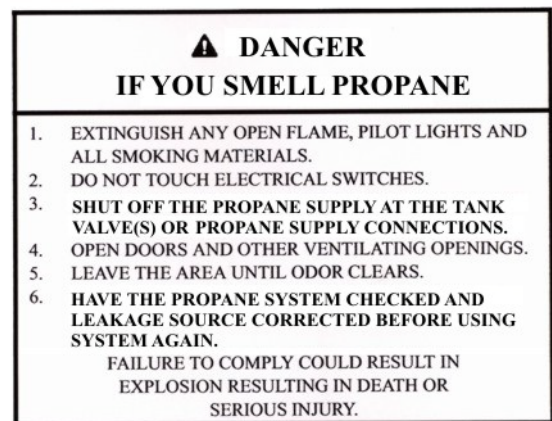 DANGER
IF YOU SMELL PROPANE
1. EXTINGUISH ANY OPEN FLAME, PILOT LIGHTS AND
ALL SMOKING MATERIALS.
2. DO NOT TOUCH ELECTRICAL SWITCHES.
3. SHUT OFF THE PROPANE SUPPLY AT THE TANK
VALVE(S) OR PROPANE SUPPLY CONNECTIONS.
4. OPEN DOORS AND OTHER VENTILATING OPENINGS.
5. LEAVE THE AREA UNTIL ODOR CLEARS.
6. HAVE THE PROPANE SYSTEM CHECKED AND
LEAKAGE SOURCE CORRECTED BEFORE USING
SYSTEM AGAIN.
FAILURE TO COMPLY COULD RESULT IN
EXPLOSION RESULTING IN DEATH OR
SERIOUS INJURY.